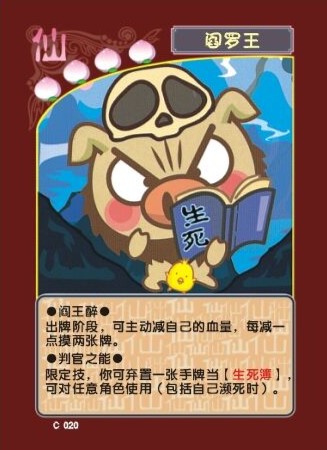 仙
阎罗王
生
死
●阎王醉●
出牌阶段，可主动减自己的血量，每减一
点摸两张牌。
●判官之能●
限定技，你可弃置一张手牌当【生死薄】，
可对任意角色使用（包括自己濒死时）。
C 020